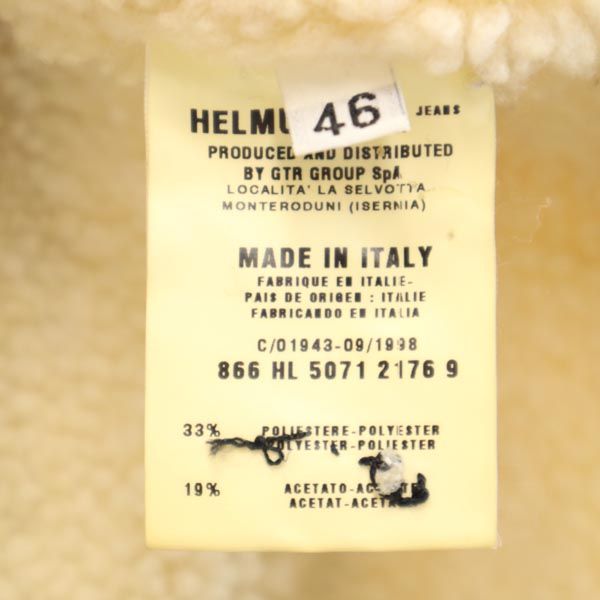 HELMU 46 JEANS
PRODUCED AND DISTRIBUTED
BY GTR GROUP SpA
LOCALITA' LA SELVOTTA
MONTERODUNI (ISERNIA)
MADE IN ITALY
FABRIQUE EN ITALIE-
PAIS DE ORIGEN : ITALIE
FABRICANDO EN ITALIA
C/01943-09/1998
866 HL 5071 2176 9
33% POLIESTERE-POLYESTER
POLYESTER-POLIESTER
19% ACETATO-ACETATE
ACETAT-ACETA